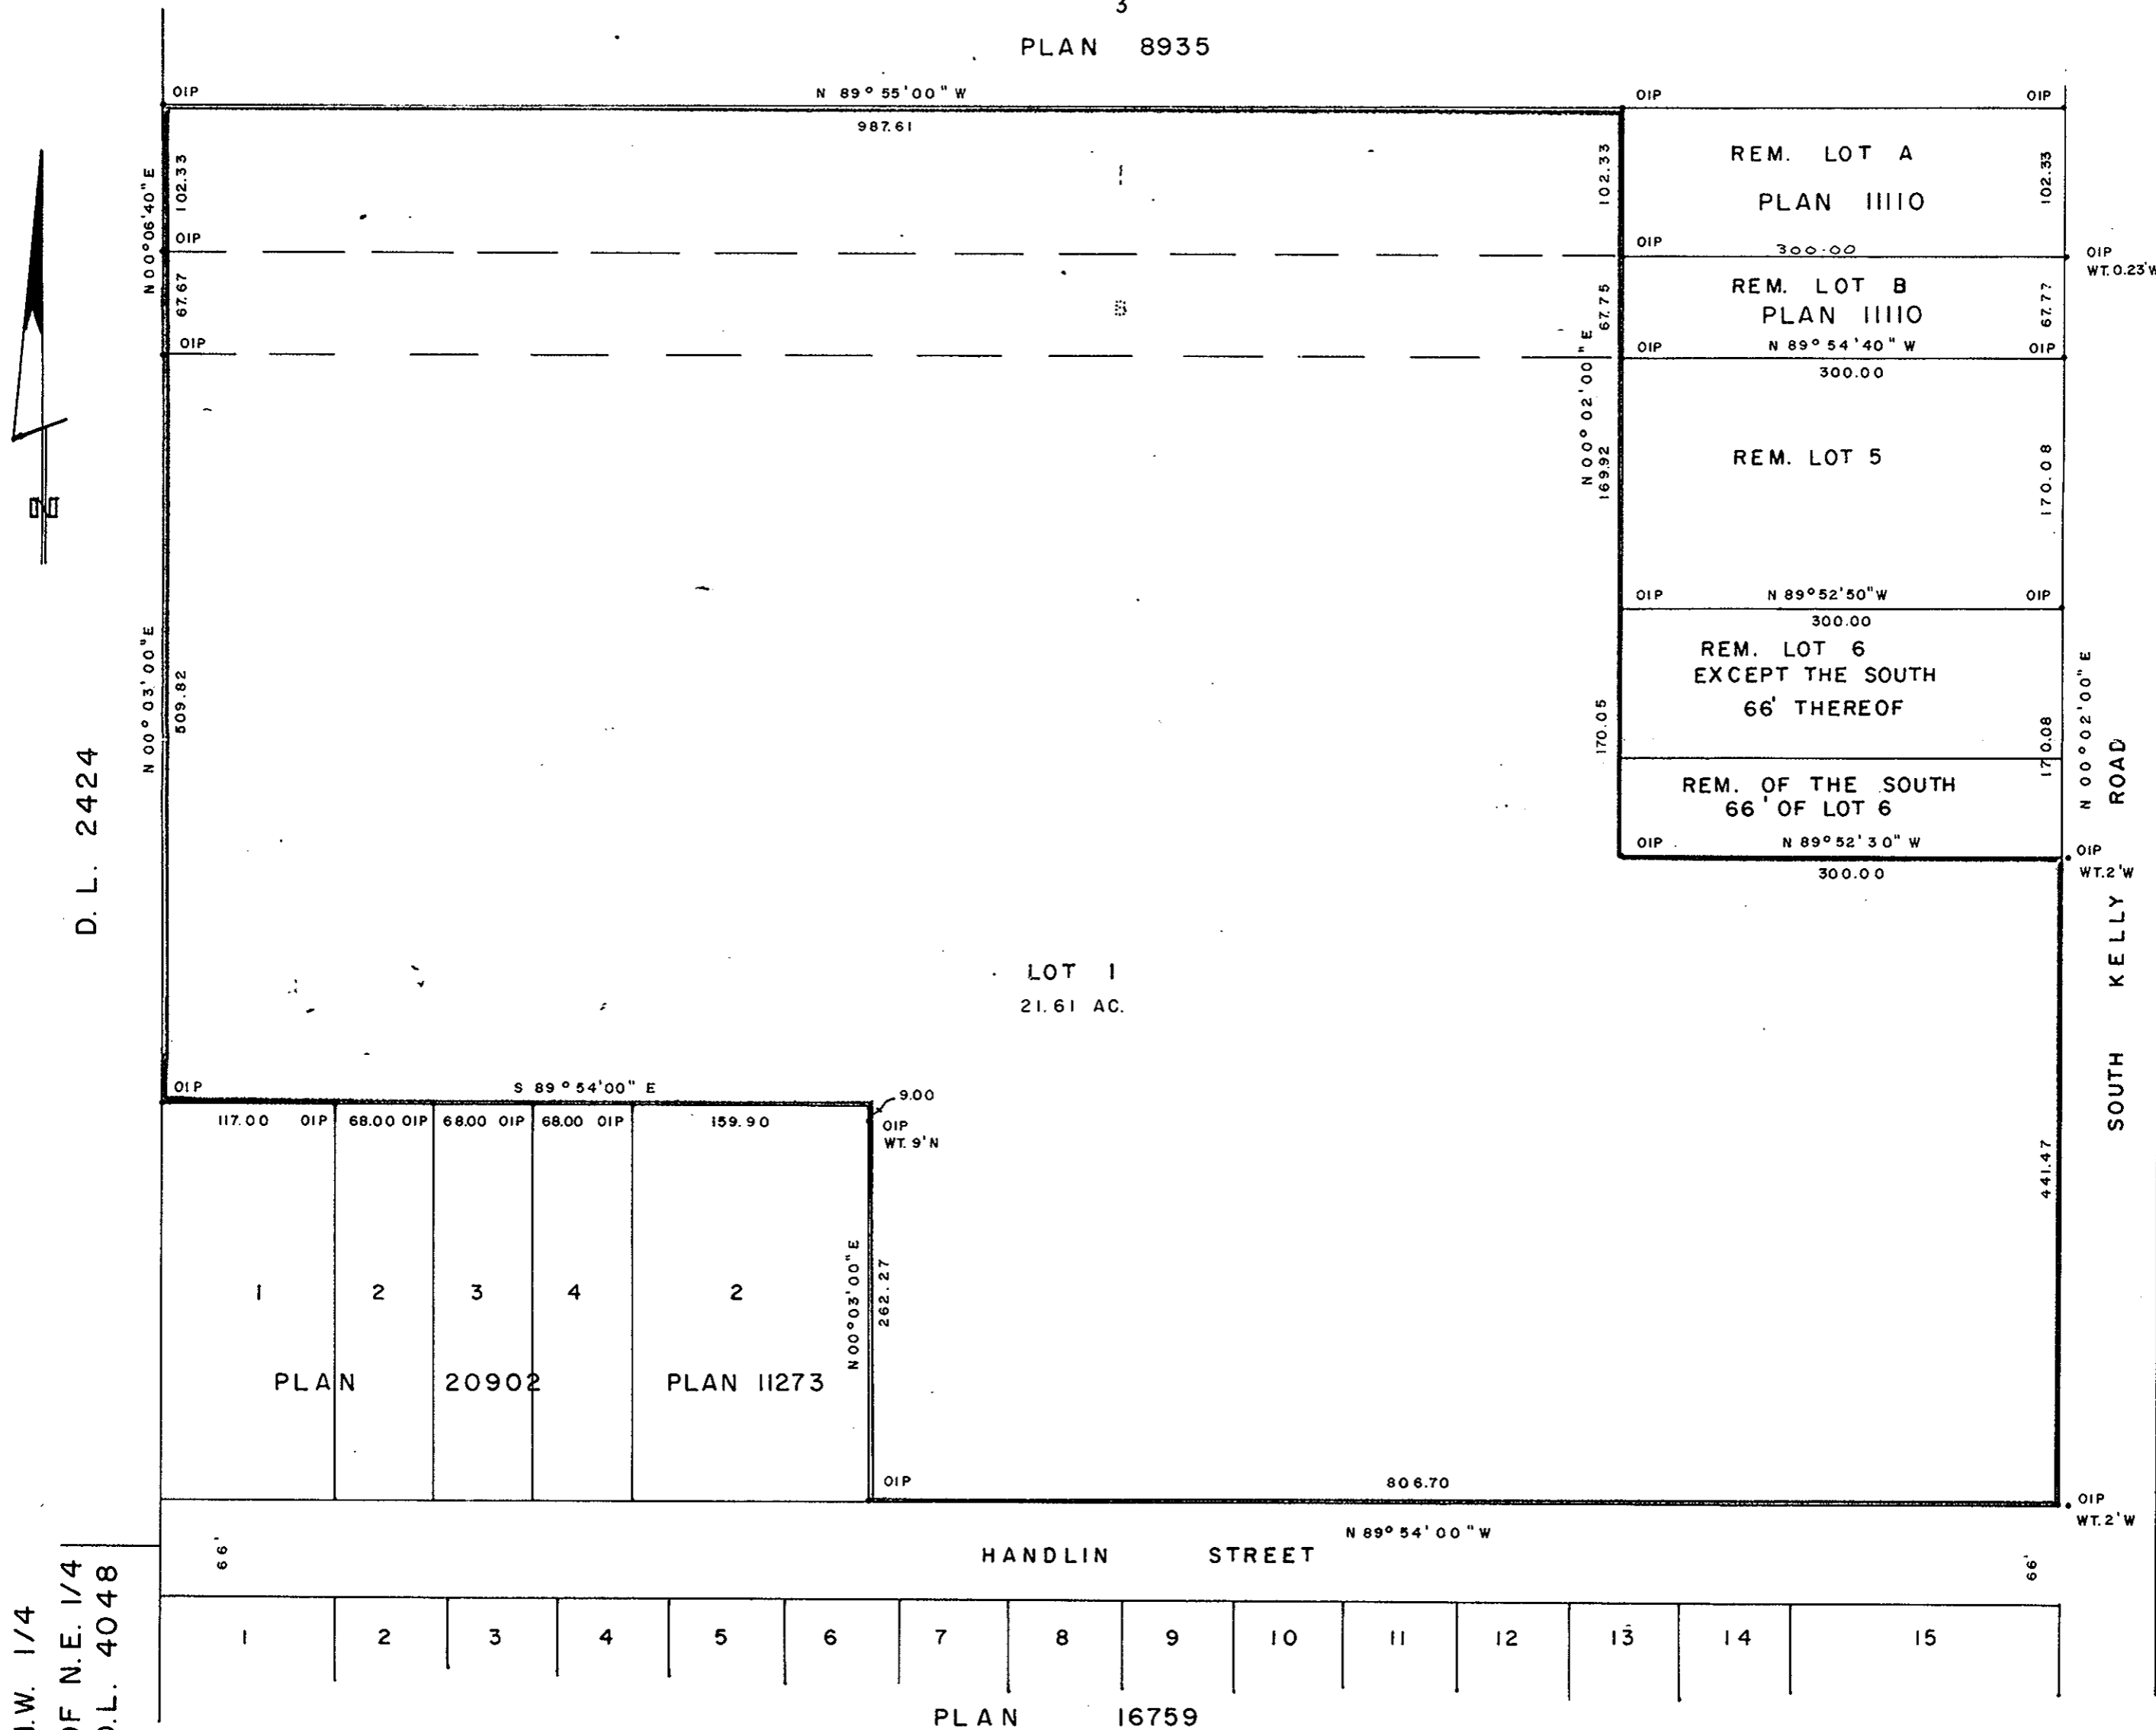 3
PLAN 8935
OIP
N 89° 55' 00" W
OIP
OIP
987.61
N 00° 06' 40" E
102.33
102.33
REM. LOT A
PLAN 11110
102.33
OIP
OIP
300.00
OIP
WT. 0.23' W
67.67
B
67.75
REM. LOT B
PLAN 11110
67.77
OIP
OIP
N 89° 54' 40" W
OIP
300.00
N 00° 02' 00" E
169.92
REM. LOT 5
170.08
OIP
N 89° 52' 50" W
OIP
300.00
N 00° 03' 00" E
509.82
REM. LOT 6
EXCEPT THE SOUTH
66' THEREOF
170.05
170.08
N 00° 02' 00" E
REM. OF THE SOUTH
66' OF LOT 6
OIP
N 89° 52' 30" W
OIP
WT. 2' W
300.00
D. L. 2424
SOUTH KELLY ROAD
LOT 1
21.61 AC.
OIP
S 89° 54' 00" E
9.00
117.00 OIP 68.00 OIP 68.00 OIP 68.00 OIP 159.90
OIP
WT. 9' N
441.47
N 00° 03' 00" E
262.27
1 2 3 4 2
PLAN 20902 PLAN 11273
OIP
806.70
OIP
WT. 2' W
N 89° 54' 00" W
66'
HANDLIN STREET
66'
1 2 3 4 5 6 7 8 9 10 11 12 13 14 15
PLAN 16759
.W. 1/4
OF N.E. 1/4
D.L. 4048
N